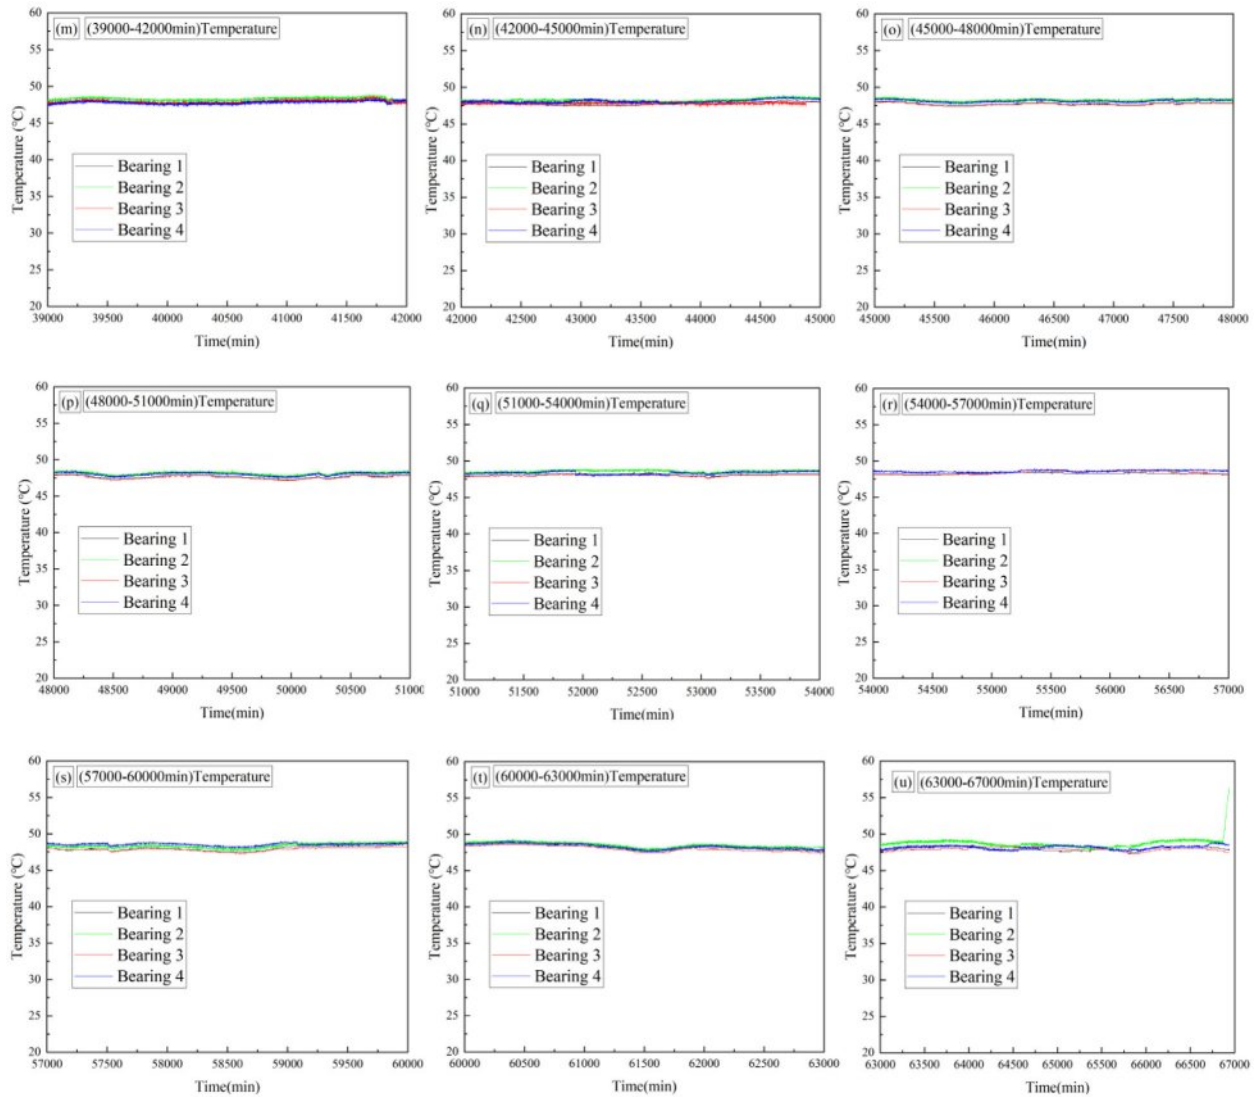 (m) (39000-42000min)Temperature
60
55
50
45
40
35
30
25
20
Temperature (°C)
Bearing 1
Bearing 2
Bearing 3
Bearing 4
39000 39500 40000 40500 41000 41500 42000
Time(min)
(n) (42000-45000min)Temperature
60
55
50
45
40
35
30
25
20
Temperature (°C)
Bearing 1
Bearing 2
Bearing 3
Bearing 4
42000 42500 43000 43500 44000 44500 45000
Time(min)
(o) (45000-48000min)Temperature
60
55
50
45
40
35
30
25
20
Temperature (°C)
Bearing 1
Bearing 2
Bearing 3
Bearing 4
45000 45500 46000 46500 47000 47500 48000
Time(min)
(p) (48000-51000min)Temperature
60
55
50
45
40
35
30
25
20
Temperature (°C)
Bearing 1
Bearing 2
Bearing 3
Bearing 4
48000 48500 49000 49500 50000 50500 51000
Time(min)
(q) (51000-54000min)Temperature
60
55
50
45
40
35
30
25
20
Temperature (°C)
Bearing 1
Bearing 2
Bearing 3
Bearing 4
51000 51500 52000 52500 53000 53500 54000
Time(min)
(r) (54000-57000min)Temperature
60
55
50
45
40
35
30
25
20
Temperature (°C)
Bearing 1
Bearing 2
Bearing 3
Bearing 4
54000 54500 55000 55500 56000 56500 57000
Time(min)
(s) (57000-60000min)Temperature
60
55
50
45
40
35
30
25
20
Temperature (°C)
Bearing 1
Bearing 2
Bearing 3
Bearing 4
57000 57500 58000 58500 59000 59500 60000
Time(min)
(t) (60000-63000min)Temperature
60
55
50
45
40
35
30
25
20
Temperature (°C)
Bearing 1
Bearing 2
Bearing 3
Bearing 4
60000 60500 61000 61500 62000 62500 63000
Time(min)
(u) (63000-67000min)Temperature
60
55
50
45
40
35
30
25
20
Temperature (°C)
Bearing 1
Bearing 2
Bearing 3
Bearing 4
63000 63500 64000 64500 65000 65500 66000 66500 67000
Time(min)